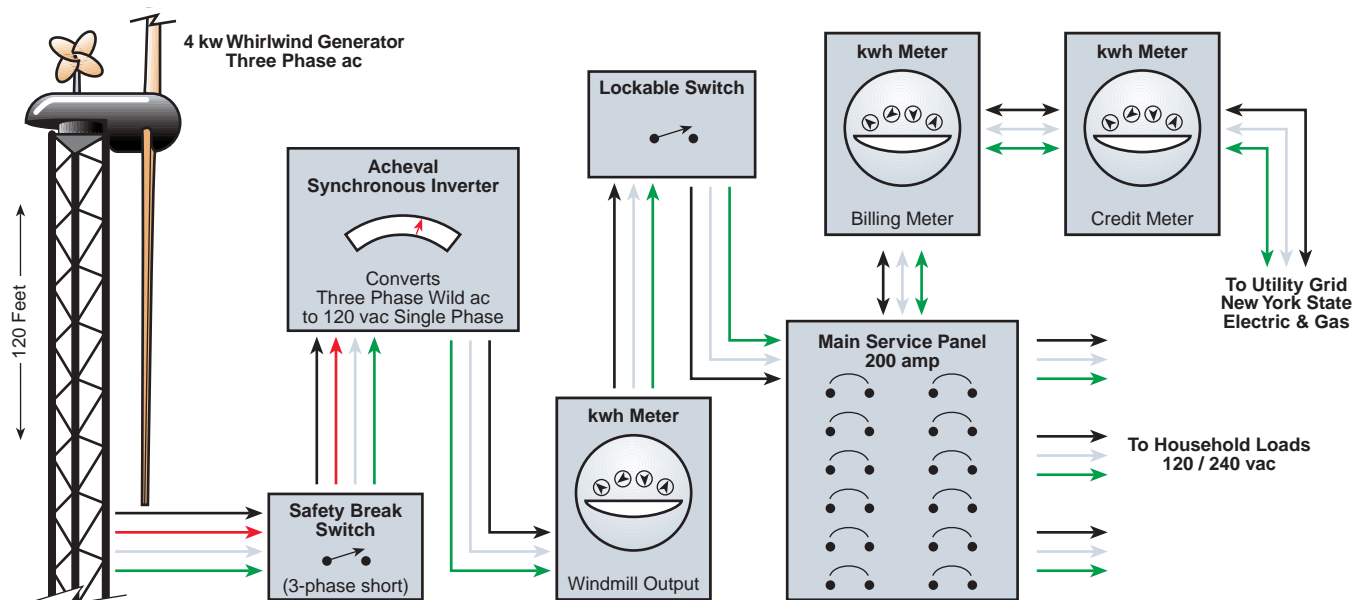 4 kw Whirlwind Generator
Three Phase ac
120 Feet
Safety Break
Switch
(3-phase short)
Acheval
Synchronous Inverter
Converts
Three Phase Wild ac
to 120 vac Single Phase
kwh Meter
Windmill Output
Lockable Switch
Main Service Panel
200 amp
kwh Meter
Billing Meter
kwh Meter
Credit Meter
To Utility Grid
New York State
Electric & Gas
To Household Loads
120 / 240 vac